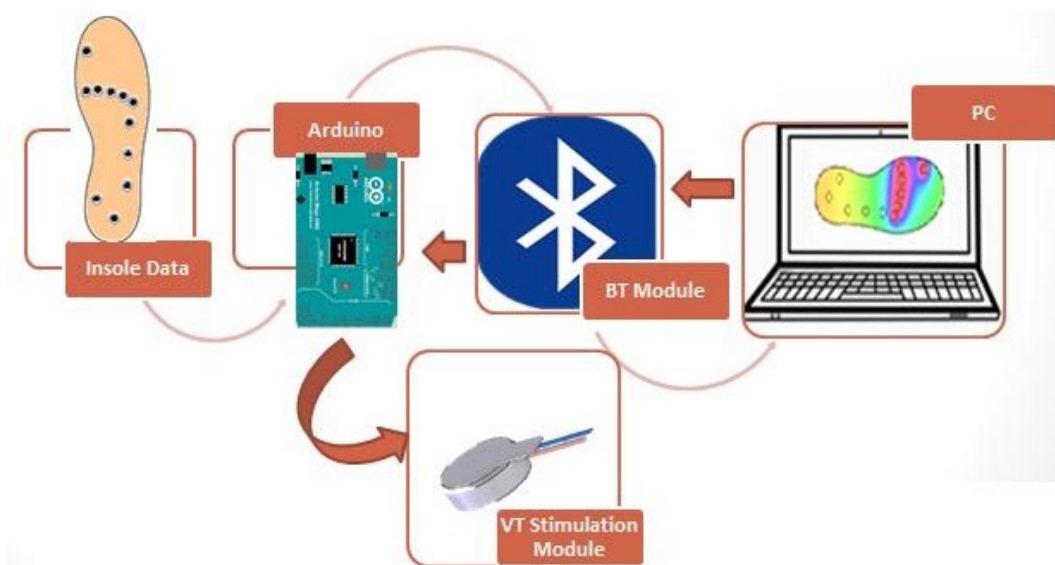 Insole Data
Arduino
BT Module
PC
VT Stimulation
Module